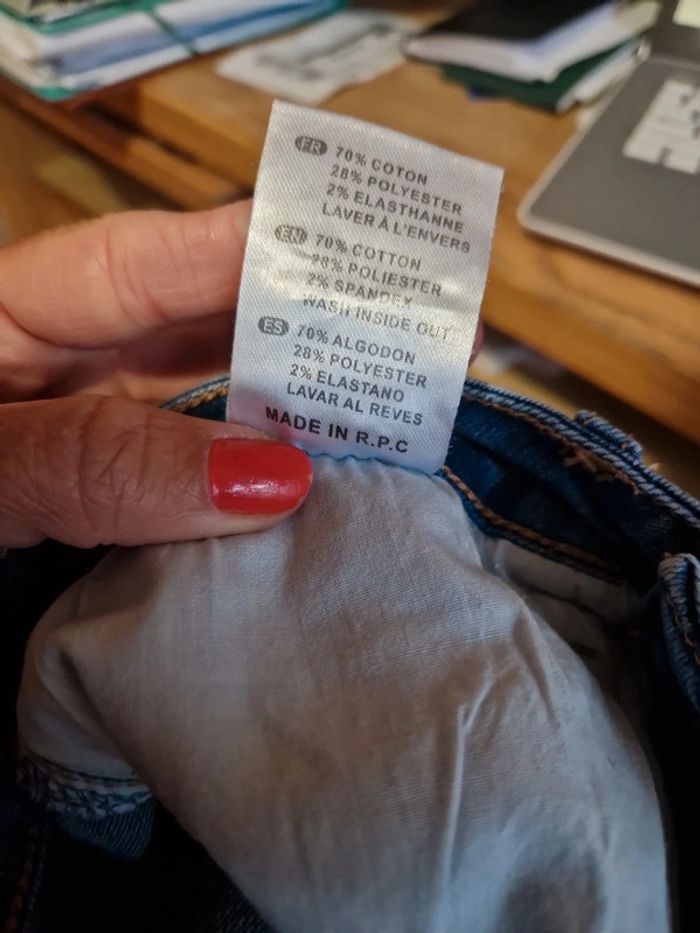 FR 70% COTON
28% POLYESTER
2% ELASTHANNE
LAVER À L'ENVERS
EN 70% COTTON
28% POLIESTER
2% SPANDEX
WASH INSIDE OUT
ES 70% ALGODON
28% POLYESTER
2% ELASTANO
LAVAR AL REVES
MADE IN R.P.C